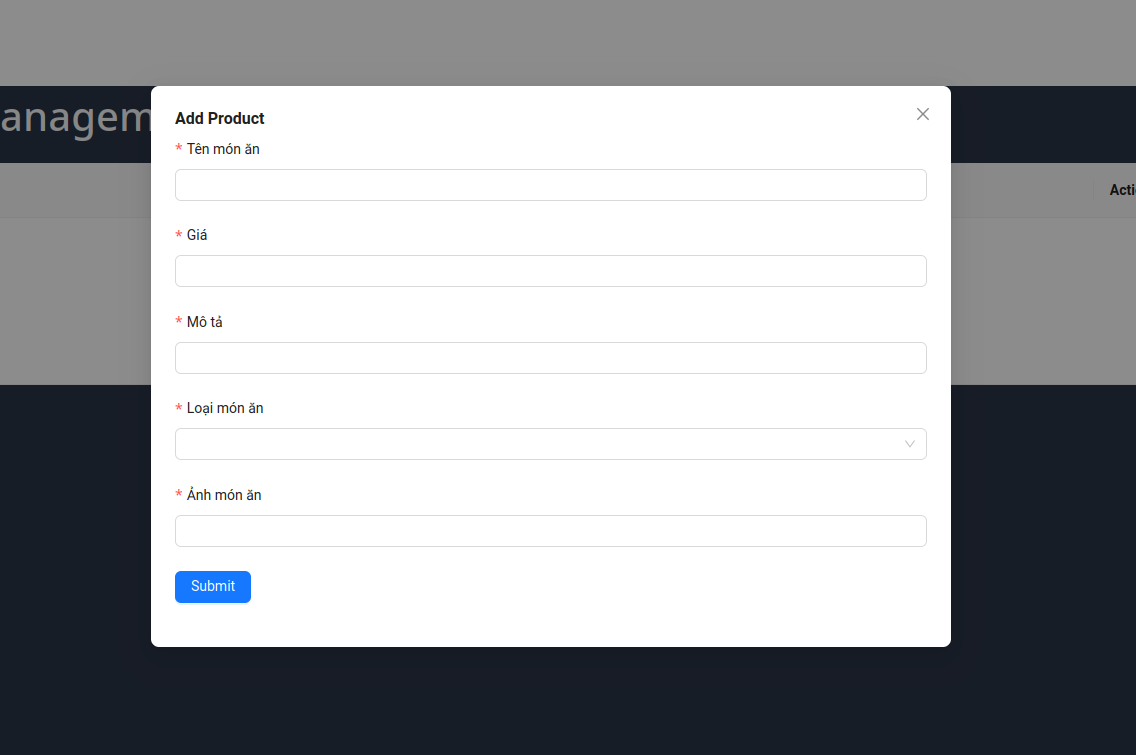 anagem
Add Product
* Tên món ăn
Acti
* Giá
* Mô tả
* Loại món ăn
* Ảnh món ăn
Submit